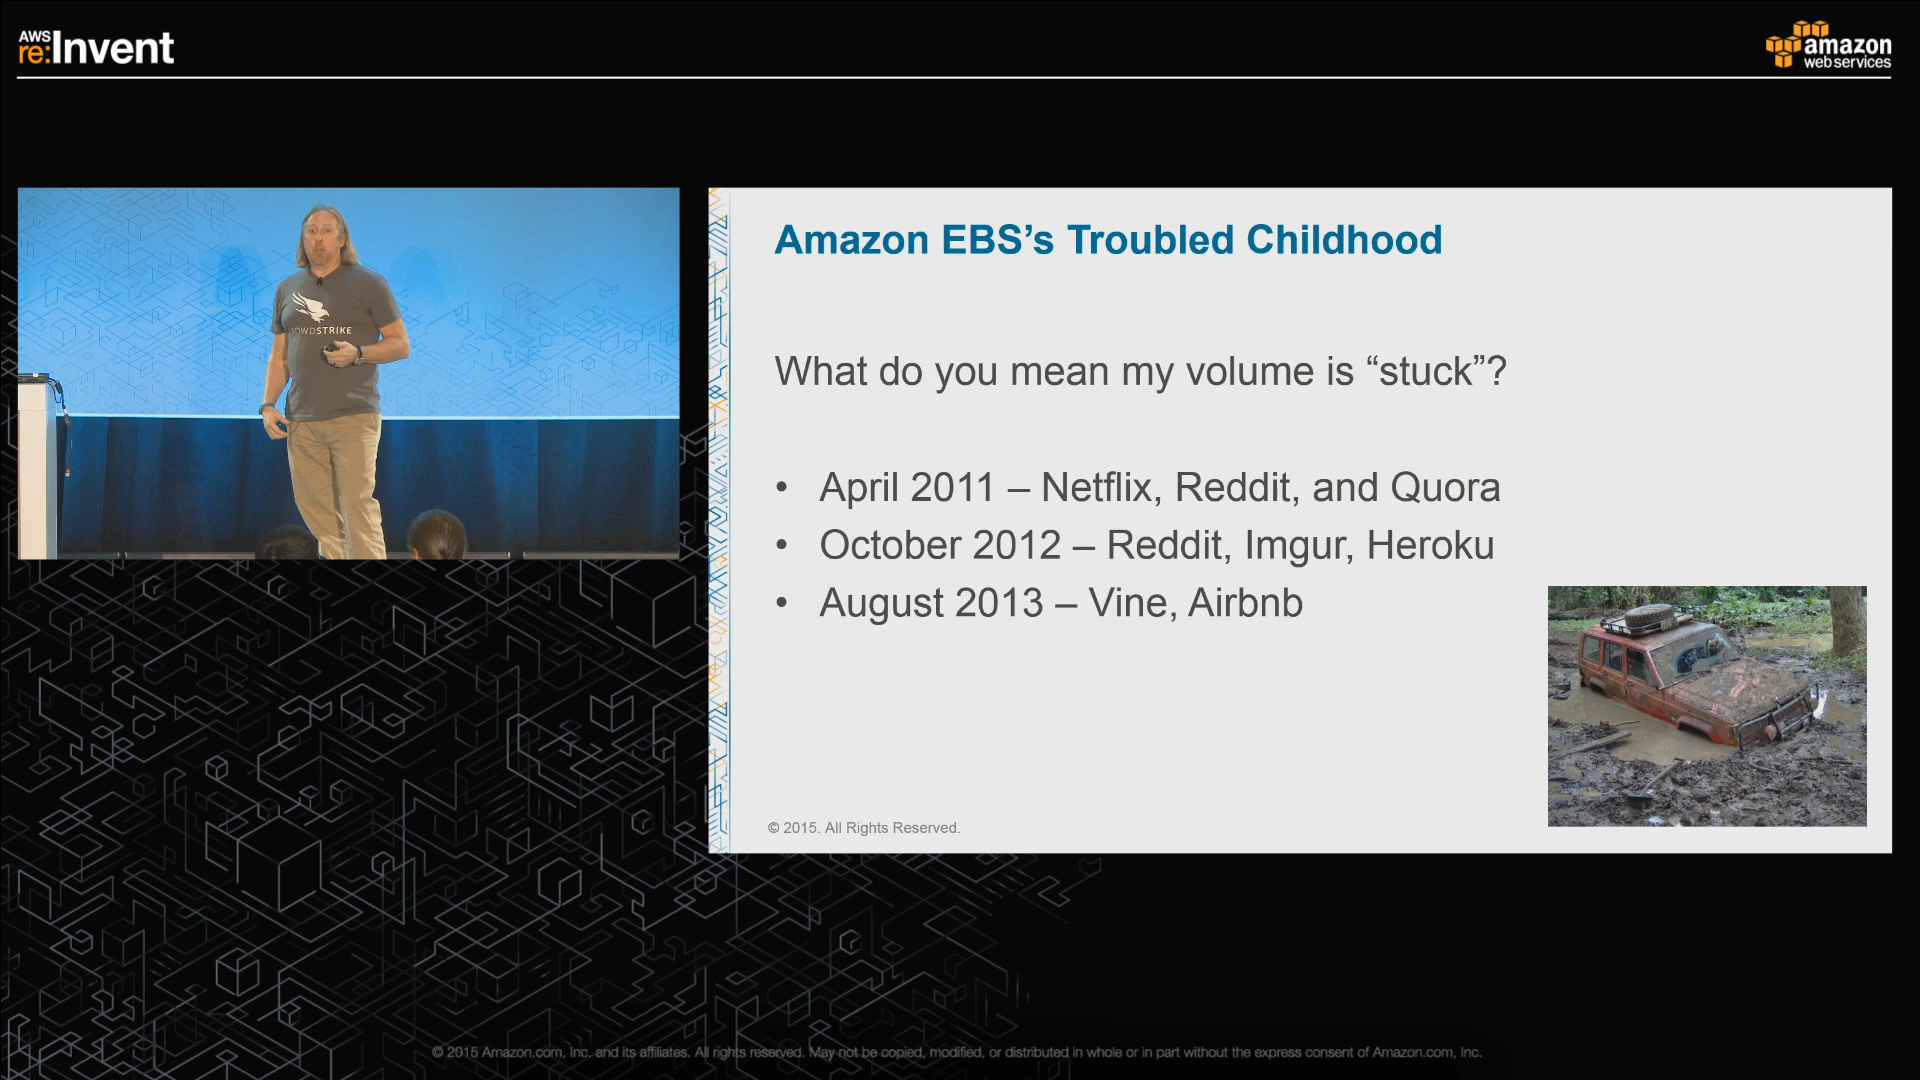 AWS
re:Invent
amazon
web services
OWDSTRIKE
Amazon EBS’s Troubled Childhood
What do you mean my volume is “stuck”?
• April 2011 – Netflix, Reddit, and Quora
• October 2012 – Reddit, Imgur, Heroku
• August 2013 – Vine, Airbnb
© 2015. All Rights Reserved.
© 2015 Amazon.com, Inc. and its affiliates. All rights reserved. May not be copied, modified, or distributed in whole or in part without the express consent of Amazon.com, Inc.